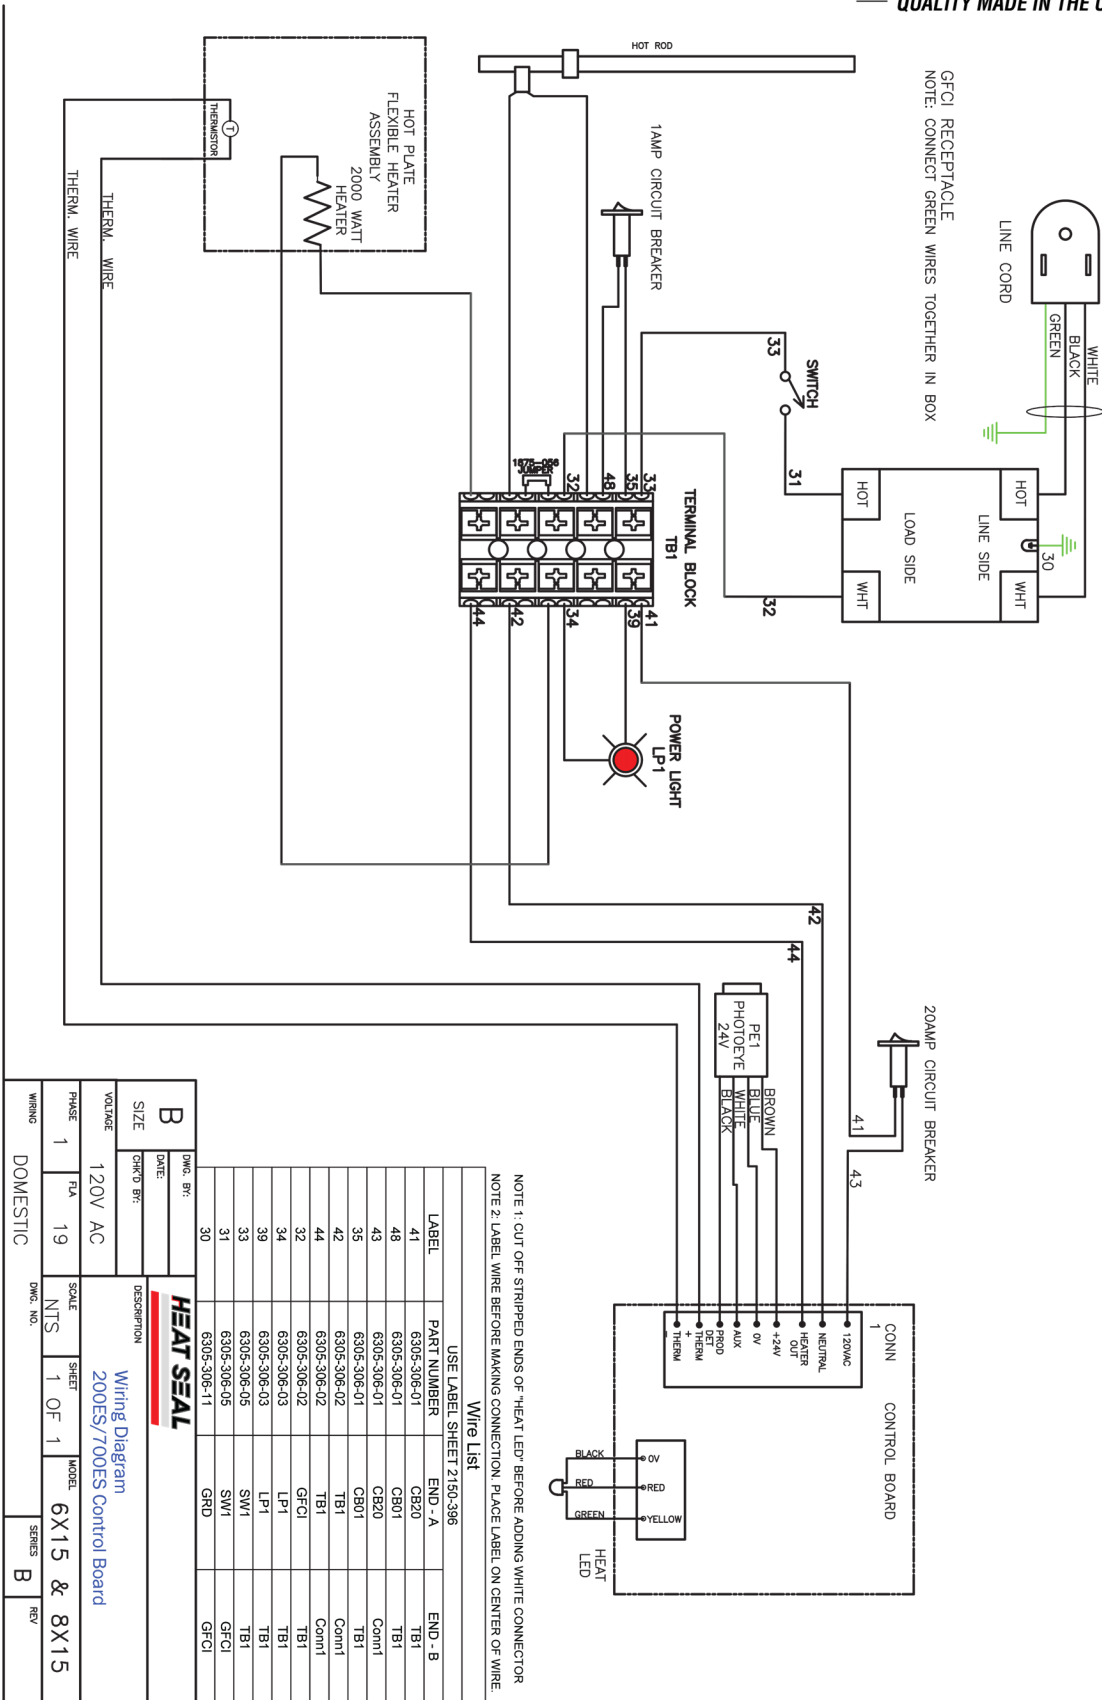 QUALITY MADE IN THE
HOT ROD
GFCI RECEPTACLE
NOTE: CONNECT GREEN WIRES TOGETHER IN BOX
LINE CORD
WHITE
BLACK
GREEN
HOT
LINE SIDE
WHT
30
HOT
LOAD SIDE
WHT
31
32
SWITCH
33
1AMP CIRCUIT BREAKER
HOT PLATE
FLEXIBLE HEATER
ASSEMBLY
2000 WATT
HEATER
T
THERMISTOR
THERM. WIRE
THERM. WIRE
TERMINAL BLOCK
TB1
33
35
48
32
1875-056
JUMPER
41
39
34
42
44
POWER LIGHT
LP1
42
44
20AMP CIRCUIT BREAKER
41
43
PE1
PHOTOEYE
24V
BROWN
BLUE
WHITE
BLACK
CONN
1
CONTROL BOARD
120VAC
NEUTRAL
HEATER
OUT
+24V
0V
AUX
PROD
DET
THERM
+
THERM
-
0V
RED
YELLOW
BLACK
RED
GREEN
HEAT
LED
NOTE 1: CUT OFF STRIPPED ENDS OF "HEAT LED" BEFORE ADDING WHITE CONNECTOR
NOTE 2: LABEL WIRE BEFORE MAKING CONNECTION. PLACE LABEL ON CENTER OF WIRE.
Wire List
USE LABEL SHEET 2150-396
LABEL PART NUMBER END - A END - B
41 6305-306-01 CB20 TB1
48 6305-306-01 CB01 TB1
43 6305-306-01 CB20 Conn1
35 6305-306-01 CB01 TB1
42 6305-306-02 TB1 Conn1
44 6305-306-02 TB1 Conn1
32 6305-306-02 GFCI TB1
34 6305-306-03 LP1 TB1
39 6305-306-03 LP1 TB1
33 6305-306-05 SW1 TB1
31 6305-306-05 SW1 GFCI
30 6305-306-11 GRD GFCI
B
SIZE
DWG. BY:
DATE:
CHK'D BY:
HEAT SEAL
VOLTAGE
120V AC
DESCRIPTION
Wiring Diagram
200ES/700ES Control Board
PHASE 1
FLA 19
SCALE NTS
SHEET 1 OF 1
MODEL 6X15 & 8X15
WIRING DOMESTIC
DWG. NO.
SERIES B
REV